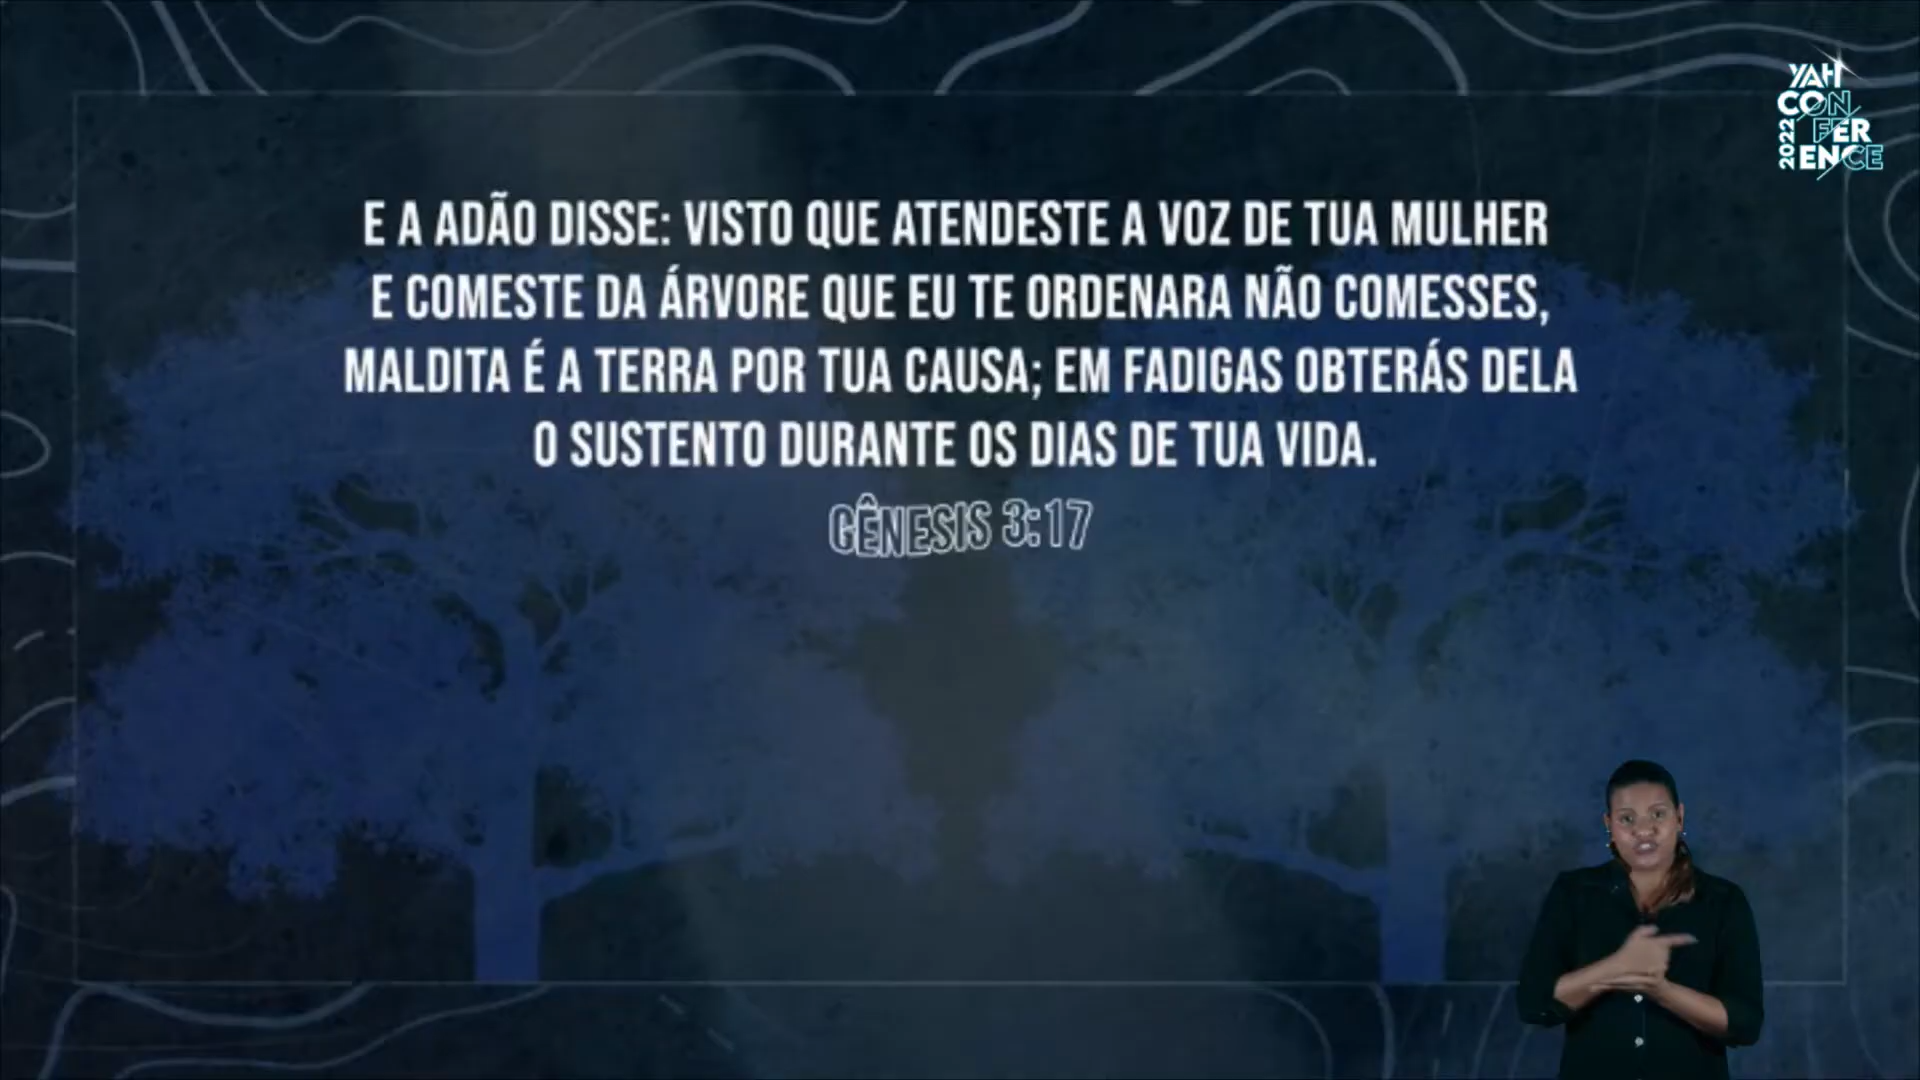 YAH
CON
FER
ENCE
2022
E A ADÃO DISSE: VISTO QUE ATENDESTE A VOZ DE TUA MULHER
E COMESTE DA ÁRVORE QUE EU TE ORDENARA NÃO COMESSES,
MALDITA É A TERRA POR TUA CAUSA; EM FADIGAS OBTERÁS DELA
O SUSTENTO DURANTE OS DIAS DE TUA VIDA.
GÊNESIS 3:17